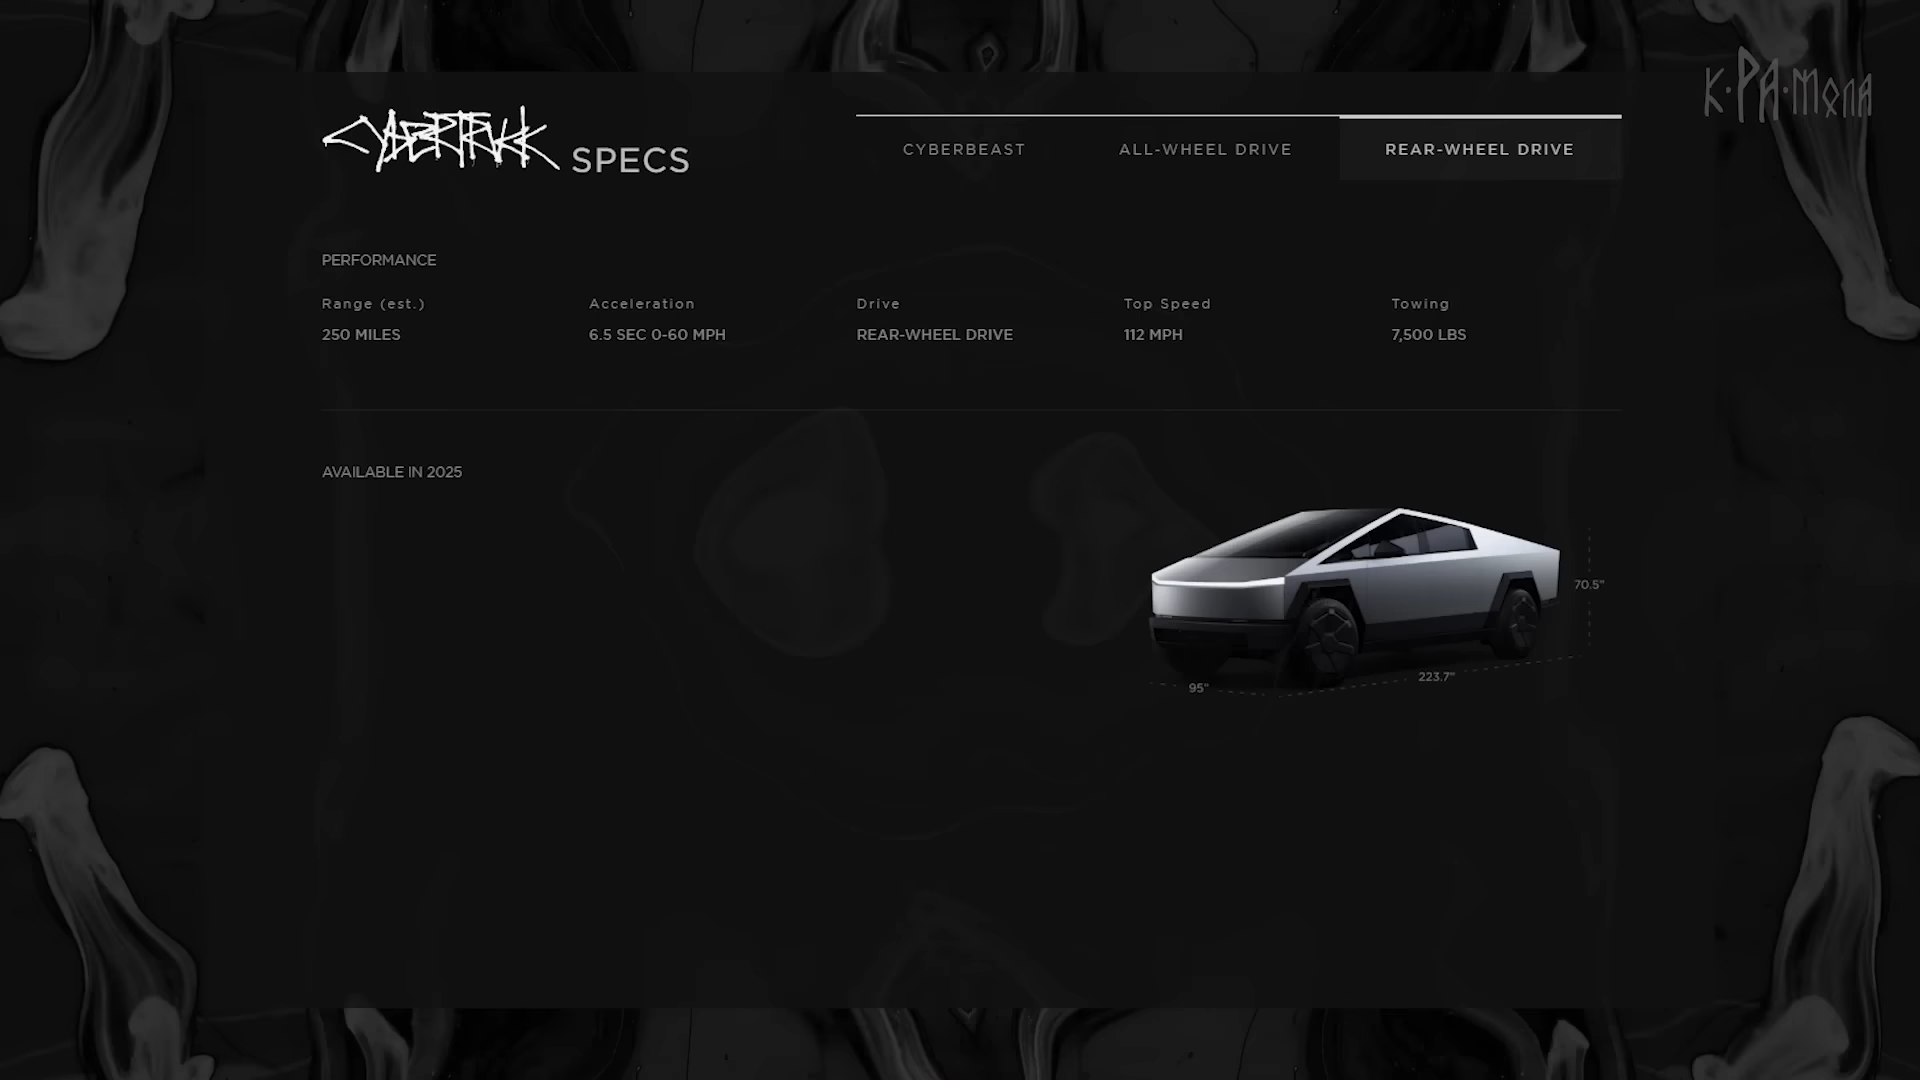 CYBERTRUCK SPECS
CYBERBEAST
ALL-WHEEL DRIVE
REAR-WHEEL DRIVE
К·РА·МОЛА
PERFORMANCE
Range (est.)
250 MILES
Acceleration
6.5 SEC 0-60 MPH
Drive
REAR-WHEEL DRIVE
Top Speed
112 MPH
Towing
7,500 LBS
AVAILABLE IN 2025
70.5"
223.7"
95"